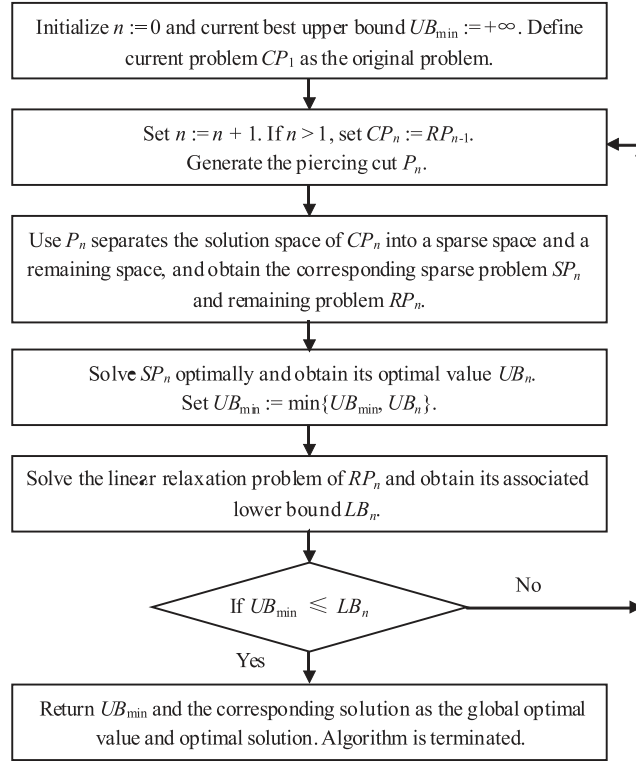 Initialize n := 0 and current best upper bound UBmin := +∞. Define
current problem CP1 as the original problem.
Set n := n + 1. If n > 1, set CPn := RPn-1.
Generate the piercing cut Pn.
Use Pn separates the solution space of CPn into a sparse space and a
remaining space, and obtain the corresponding sparse problem SPn
and remaining problem RPn.
Solve SPn optimally and obtain its optimal value UBn.
Set UBmin := min{UBmin, UBn}.
Solve the linear relaxation problem of RPn and obtain its associated
lower bound LBn.
If UBmin ≤ LBn
No
Yes
Return UBmin and the corresponding solution as the global optimal
value and optimal solution. Algorithm is terminated.